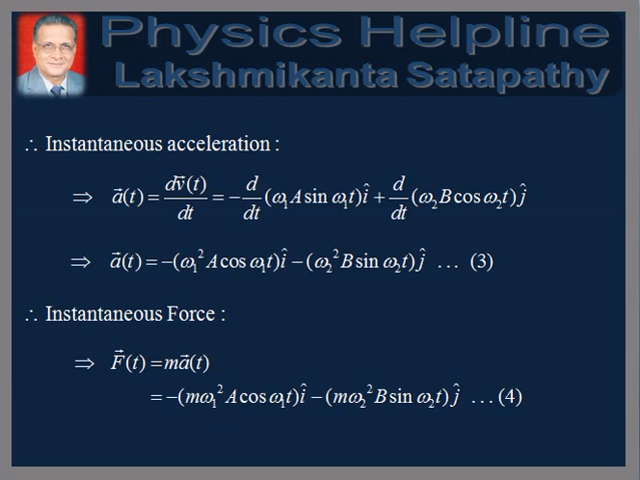 Physics Helpline
Lakshmikanta Satapathy
∴ Instantaneous acceleration :
⇒ a⃗(t) = dv⃗(t)/dt = −d/dt(ω₁A sin ω₁t)î + d/dt(ω₂B cos ω₂t)ĵ
⇒ a⃗(t) = −(ω₁²A cos ω₁t)î − (ω₂²B sin ω₂t)ĵ ... (3)
∴ Instantaneous Force :
⇒ F⃗(t) = ma⃗(t)
= −(mω₁²A cos ω₁t)î − (mω₂²B sin ω₂t)ĵ ... (4)